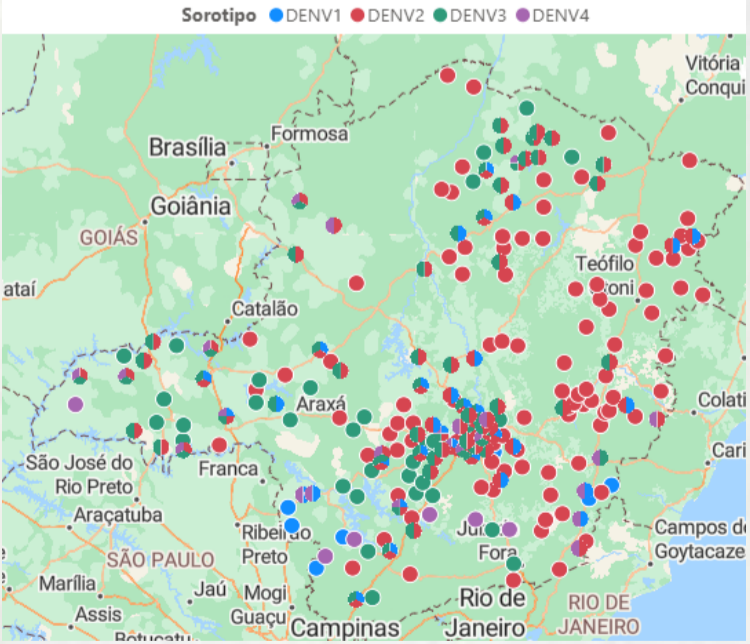 Sorotipo DENV1 DENV2 DENV3 DENV4
Vitória
Conqui
Formosa
Brasília
Goiânia
GOIÁS
Teófilo
oni
ataí
Catalão
Araxá
Colati
Cari
São José do
Rio Preto
Franca
Araçatuba
Ribeirão
Preto
Juiz
Fora
Campos d
Goytacaze
SÃO PAULO
Marília
Jaú
Mogi
Guaçu
Rio de
Janeiro
RIO DE
JANEIRO
Assis
Botucatu
Campinas